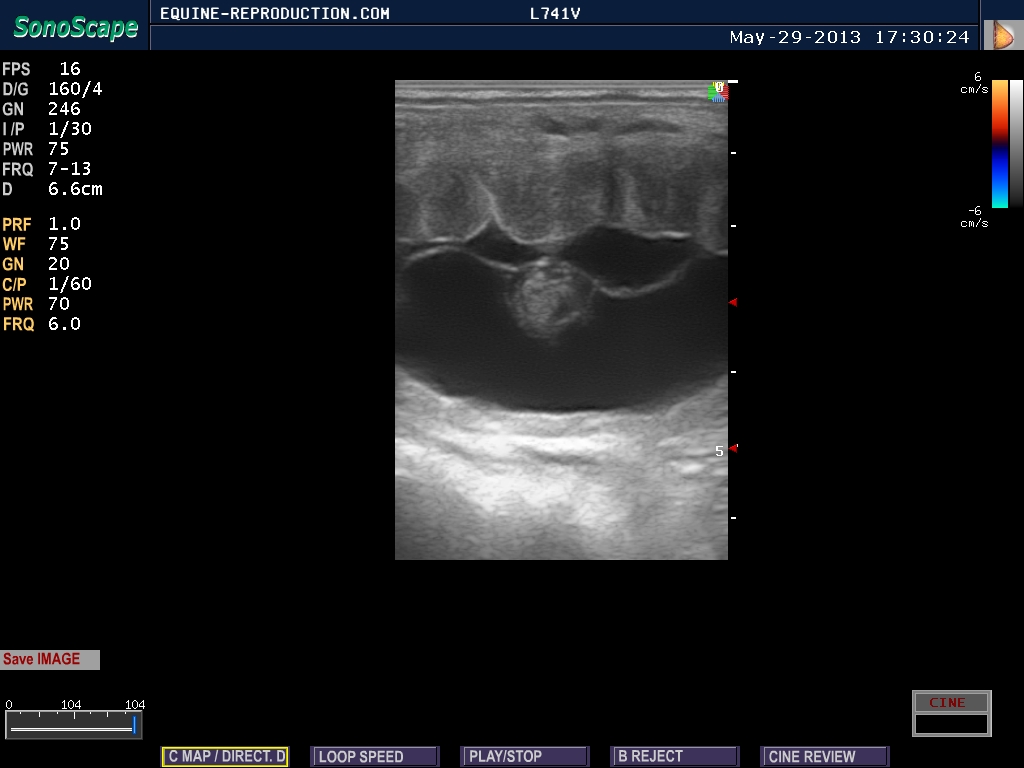 SonoScape
EQUINE-REPRODUCTION.COM L741V
May-29-2013 17:30:24
FPS 16
D/G 160/4
GN 246
I/P 1/30
PWR 75
FRQ 7-13
D 6.6cm
PRF 1.0
WF 75
GN 20
C/P 1/60
PWR 70
FRQ 6.0
6
cm/s
-6
cm/s
5
Save IMAGE
0 104 104
CINE
C MAP / DIRECT. D LOOP SPEED PLAY/STOP B REJECT CINE REVIEW